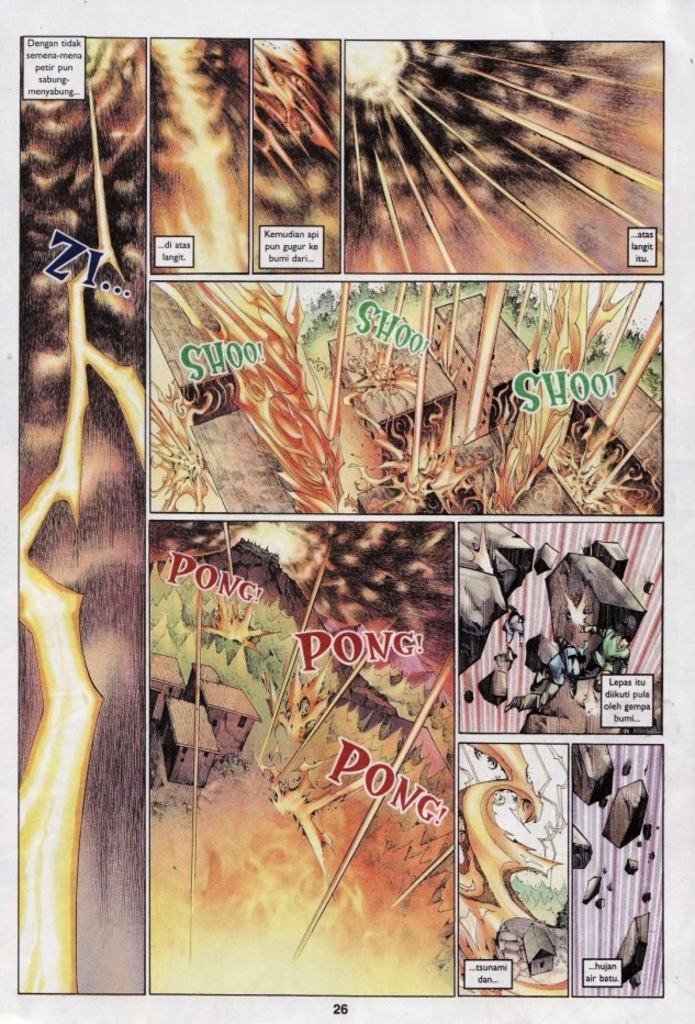 Dengan tidak
semena-mena
petir pun
sabung-
menyabung...
ZI...
...di atas
langit.
Kemudian api
pun gugur ke
bumi dari...
...atas
langit
itu.
SHOO!
SHOO!
SHOO!
PONG!
PONG!
PONG!
Lepas itu
diikuti pula
oleh gempa
bumi...
...tsunami
dan...
...hujan
air batu.
26